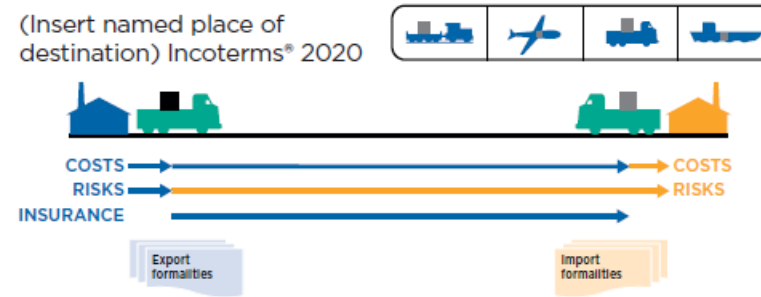 (Insert named place of
destination) Incoterms® 2020
COSTS
COSTS
RISKS
RISKS
INSURANCE
Export
formalities
Import
formalities